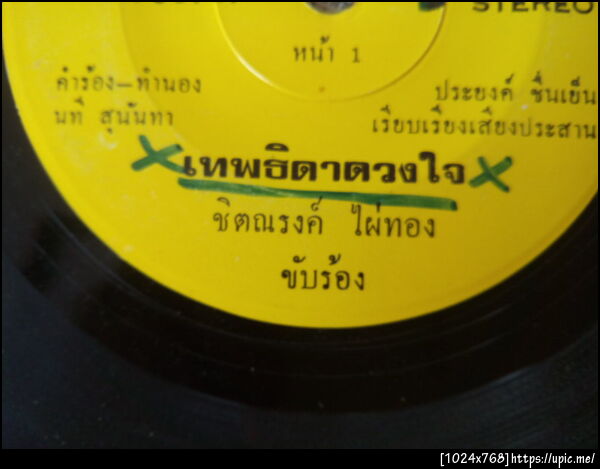 STEREO
หน้า 1
คำร้อง–ทำนอง
นที สุนันทา
ประยงค์ ชื่นเย็น
เรียบเรียงเสียงประสาน
เทพธิดาดวงใจ
ชิตณรงค์ ไผ่ทอง
ขับร้อง
[1024x768]https://upic.me/